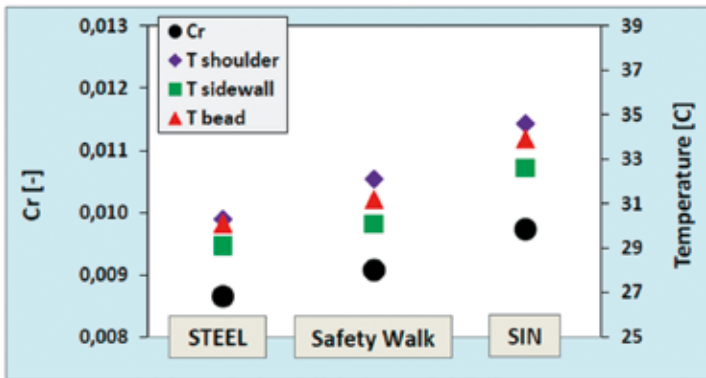 0,013
0,012
0,011
0,010
0,009
0,008
Cr [-]
Cr
T shoulder
T sidewall
T bead
STEEL
Safety Walk
SIN
39
37
35
33
31
29
27
25
Temperature [C]